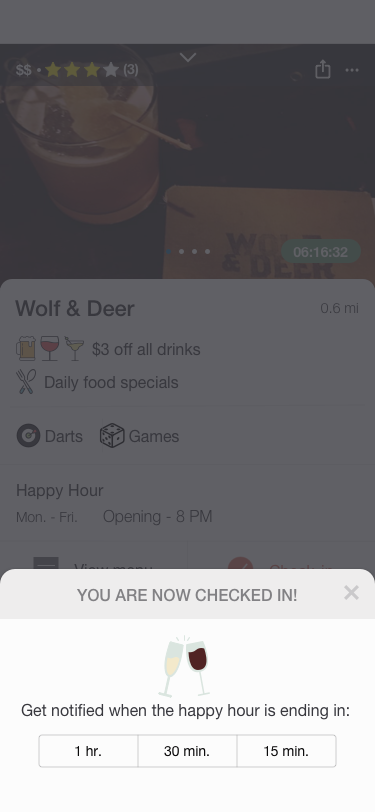 $$ • (3)
WOLF
& DEER
06:16:32
Wolf & Deer 0.6 mi
$3 off all drinks
Daily food specials
Darts Games
Happy Hour
Mon. - Fri. Opening - 8 PM
View menu Check in
YOU ARE NOW CHECKED IN!
Get notified when the happy hour is ending in:
1 hr. 30 min. 15 min.